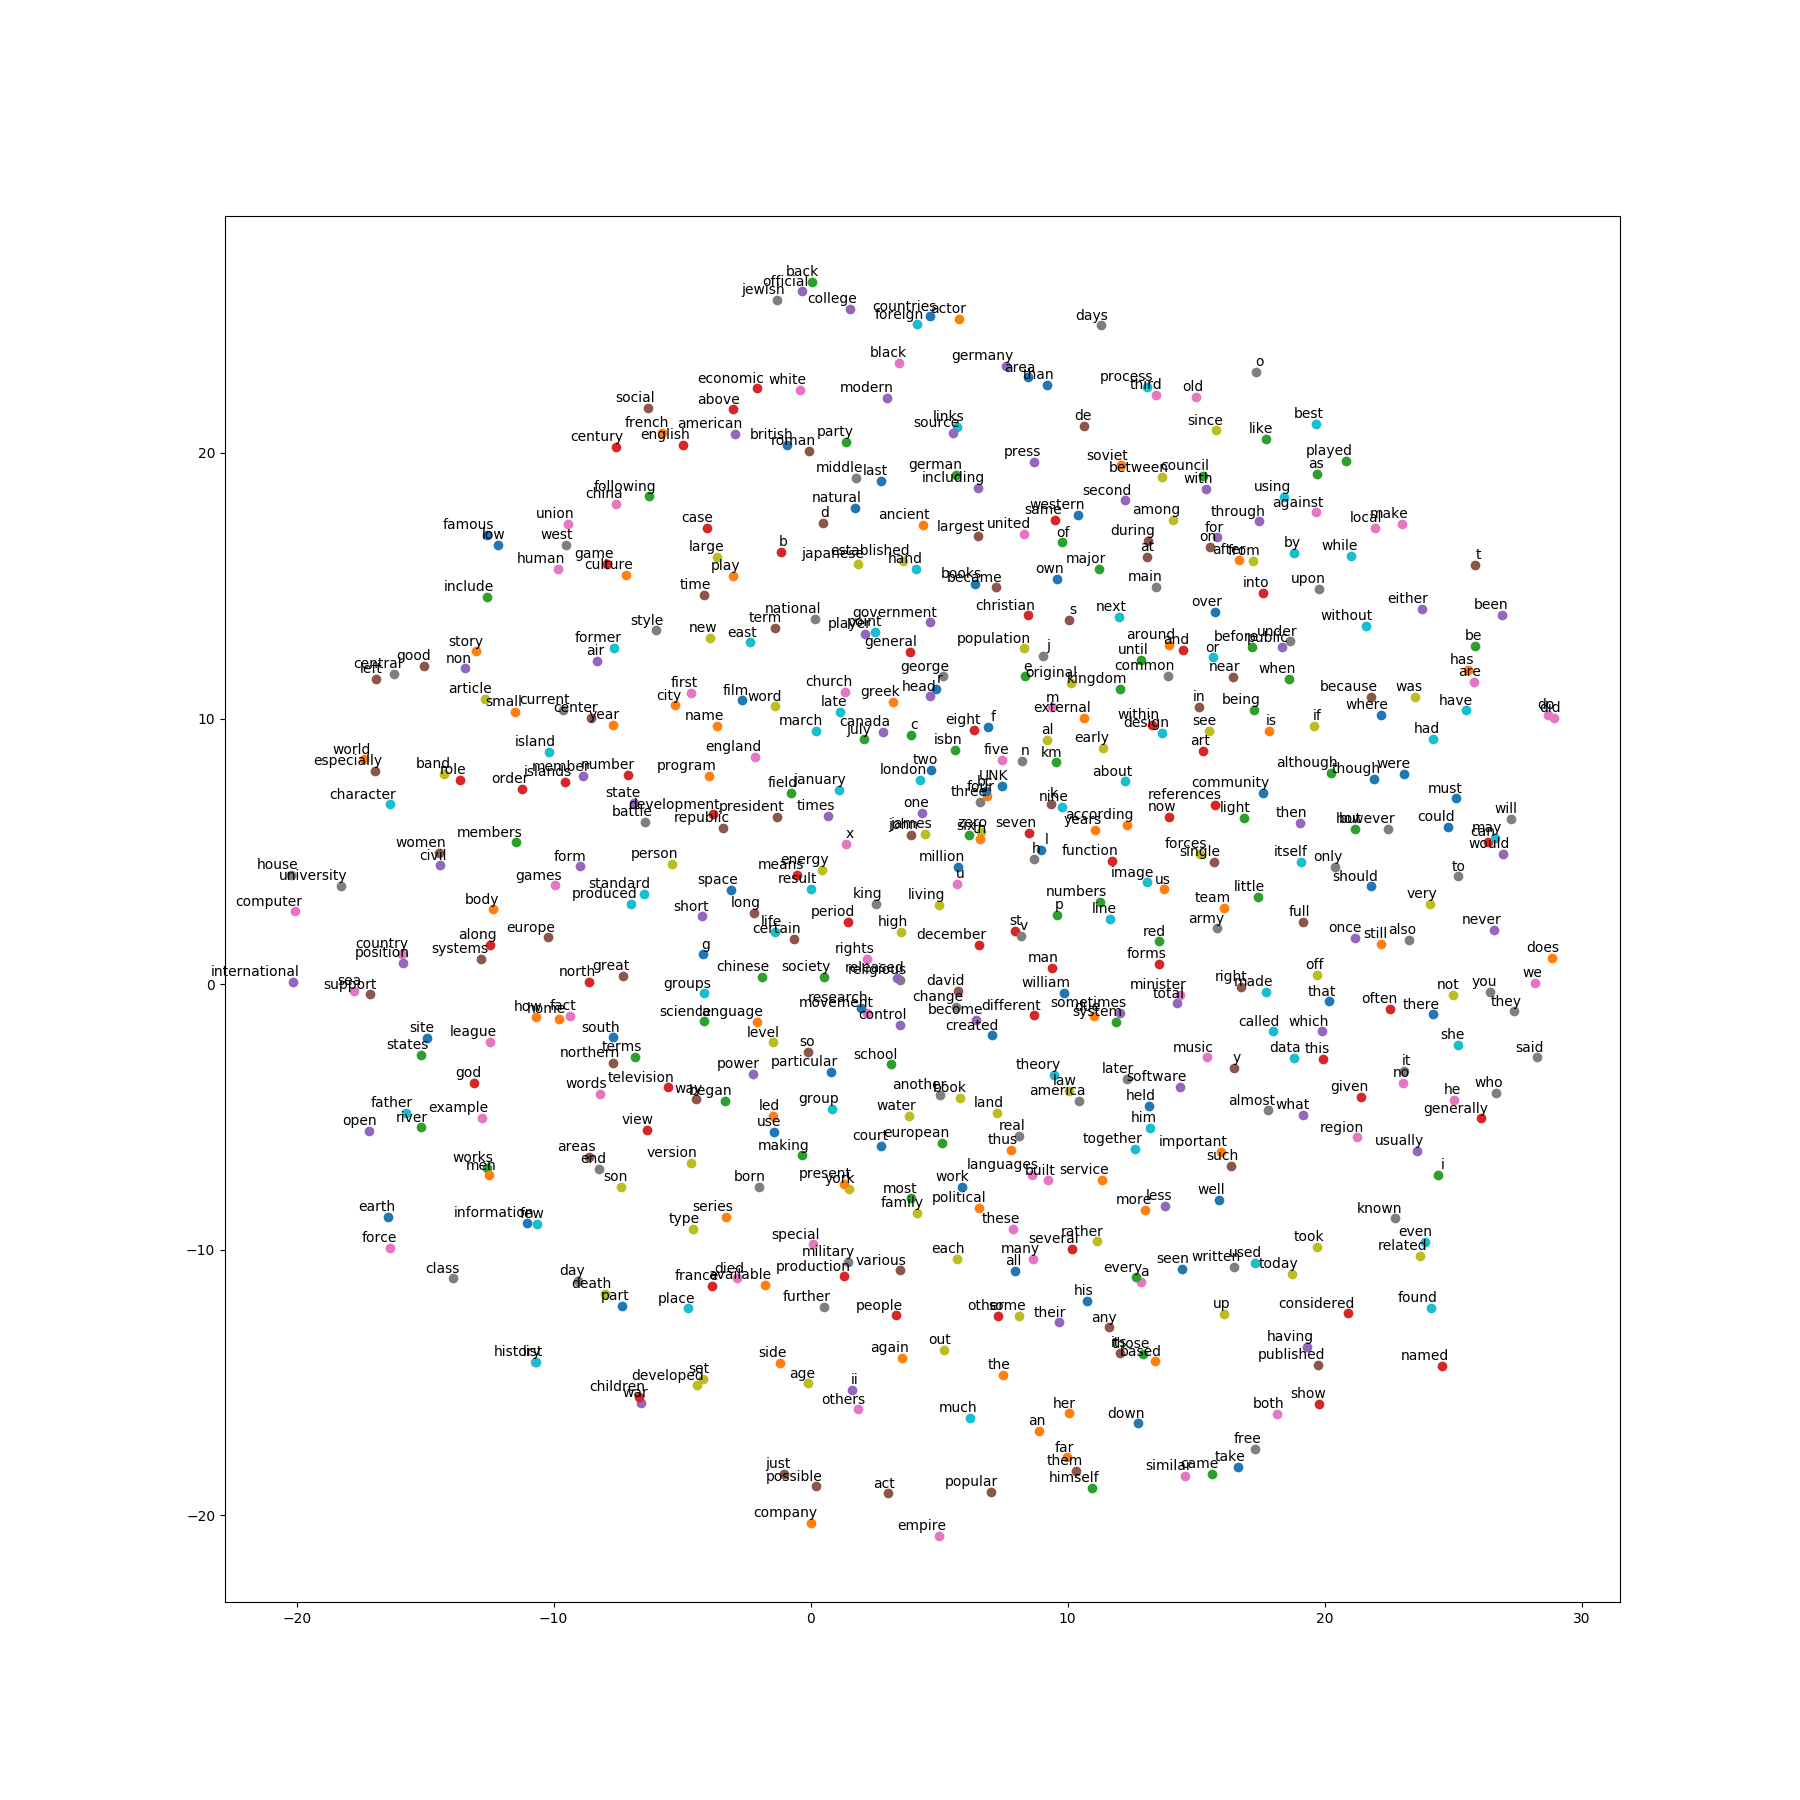 back
official
jewish
college
countries
actor
foreign
days
black
germany
area
than
o
economic
white
process
third
old
modern
social
above
french
american
english
century
british
roman
party
links
source
de
since
best
like
20
played
middle
last
german
including
press
soviet
between
council
as
with
following
china
natural
second
using
against
union
d
ancient
western
same
among
through
local
make
famous
low
west
case
largest
united
of
during
for
on
by
while
human
game
culture
large
b
japanese
established
hand
at
after
from
t
play
books
became
own
major
main
into
upon
include
time
style
national
government
christian
s
next
over
without
either
been
new
east
term
player
point
general
population
j
around
and
until
before
public
under
be
story
former
air
good
non
central
left
george
e
or
has
are
article
small
current
center
year
city
first
film
word
church
late
greek
head
r
original
kingdom
common
near
when
because
was
have
do
did
10
name
march
canada
july
c
eight
f
m
external
within
design
in
being
see
is
if
where
had
island
england
isbn
al
early
art
world
especially
band
role
order
islands
member
number
program
five
n
km
two
london
although
though
were
character
state
development
field
january
UNK
three
four
k
nine
about
community
must
battle
republic
president
times
one
according
years
references
now
light
then
but
however
could
will
members
x
james
john
zero
six
seven
l
h
function
forces
single
itself
only
may
can
would
women
civil
form
person
means
energy
million
house
university
games
standard
produced
space
result
u
image
us
should
to
computer
body
short
long
king
living
numbers
p
line
team
little
very
europe
life
certain
period
high
december
st
v
army
full
once
still
also
never
country
position
along
systems
g
rights
red
does
0
international
sea
support
north
great
chinese
society
released
religious
man
forms
right
made
off
we
groups
david
william
minister
total
that
not
you
how
home
fact
research
movement
change
different
sometimes
due
system
often
there
they
science
language
control
become
created
called
which
site
states
league
south
northern
terms
level
so
music
data
this
she
said
god
television
power
particular
school
theory
later
y
it
no
words
way
began
law
america
software
given
he
who
father
river
open
example
group
another
book
water
land
held
him
almost
what
generally
view
led
use
european
real
region
making
court
thus
together
important
such
usually
works
men
areas
end
version
i
son
born
present
york
work
languages
built
service
well
earth
information
few
series
most
family
political
more
less
known
force
type
special
these
rather
took
even
related
−10
class
day
death
military
various
each
many
several
all
every
a
seen
written
used
today
part
place
france
died
available
production
further
people
other
some
his
up
considered
found
their
any
history
list
side
again
out
its
those
based
having
published
named
children
war
developed
set
age
the
ii
others
much
her
down
both
show
an
free
just
possible
far
them
himself
similar
came
take
act
popular
−20
company
empire
−20
−10
0
10
20
30